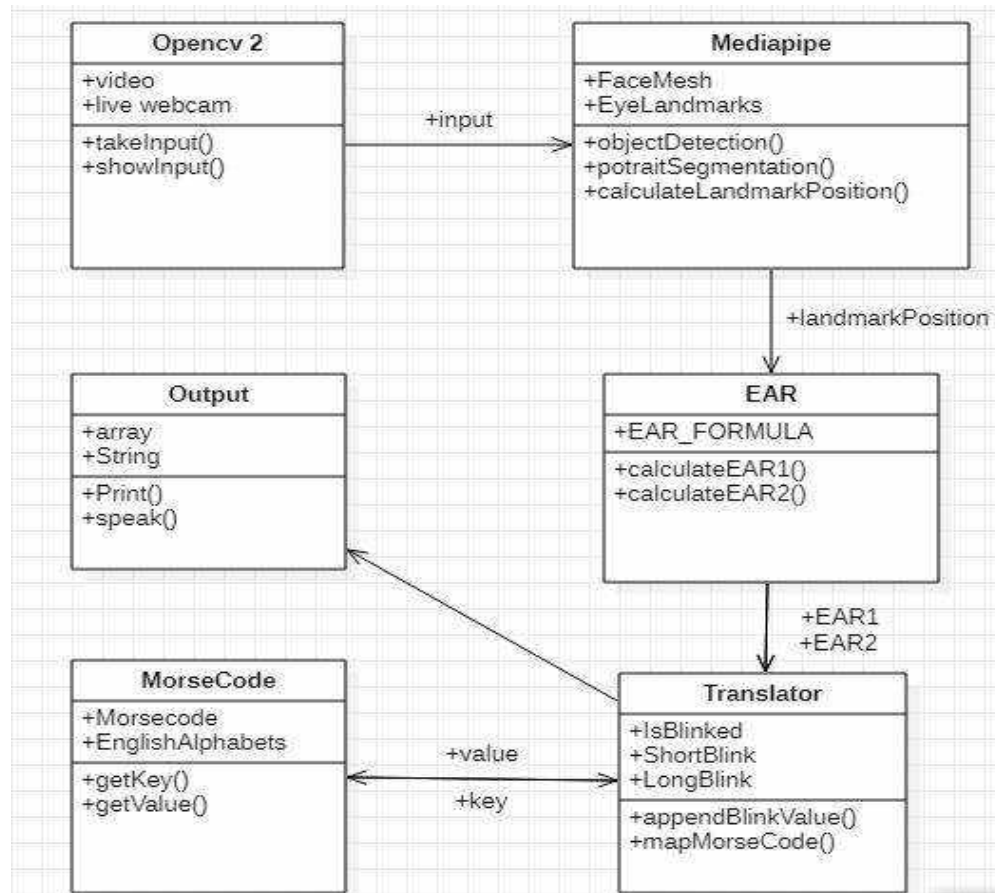 Opencv 2
+video
+live webcam
+takeInput()
+showInput()
+input
Mediapipe
+FaceMesh
+EyeLandmarks
+objectDetection()
+potraitSegmentation()
+calculateLandmarkPosition()
+landmarkPosition
Output
+array
+String
+Print()
+speak()
EAR
+EAR_FORMULA
+calculateEAR1()
+calculateEAR2()
+EAR1
+EAR2
MorseCode
+Morsecode
+EnglishAlphabets
+getKey()
+getValue()
+value
+key
Translator
+IsBlinked
+ShortBlink
+LongBlink
+appendBlinkValue()
+mapMorseCode()